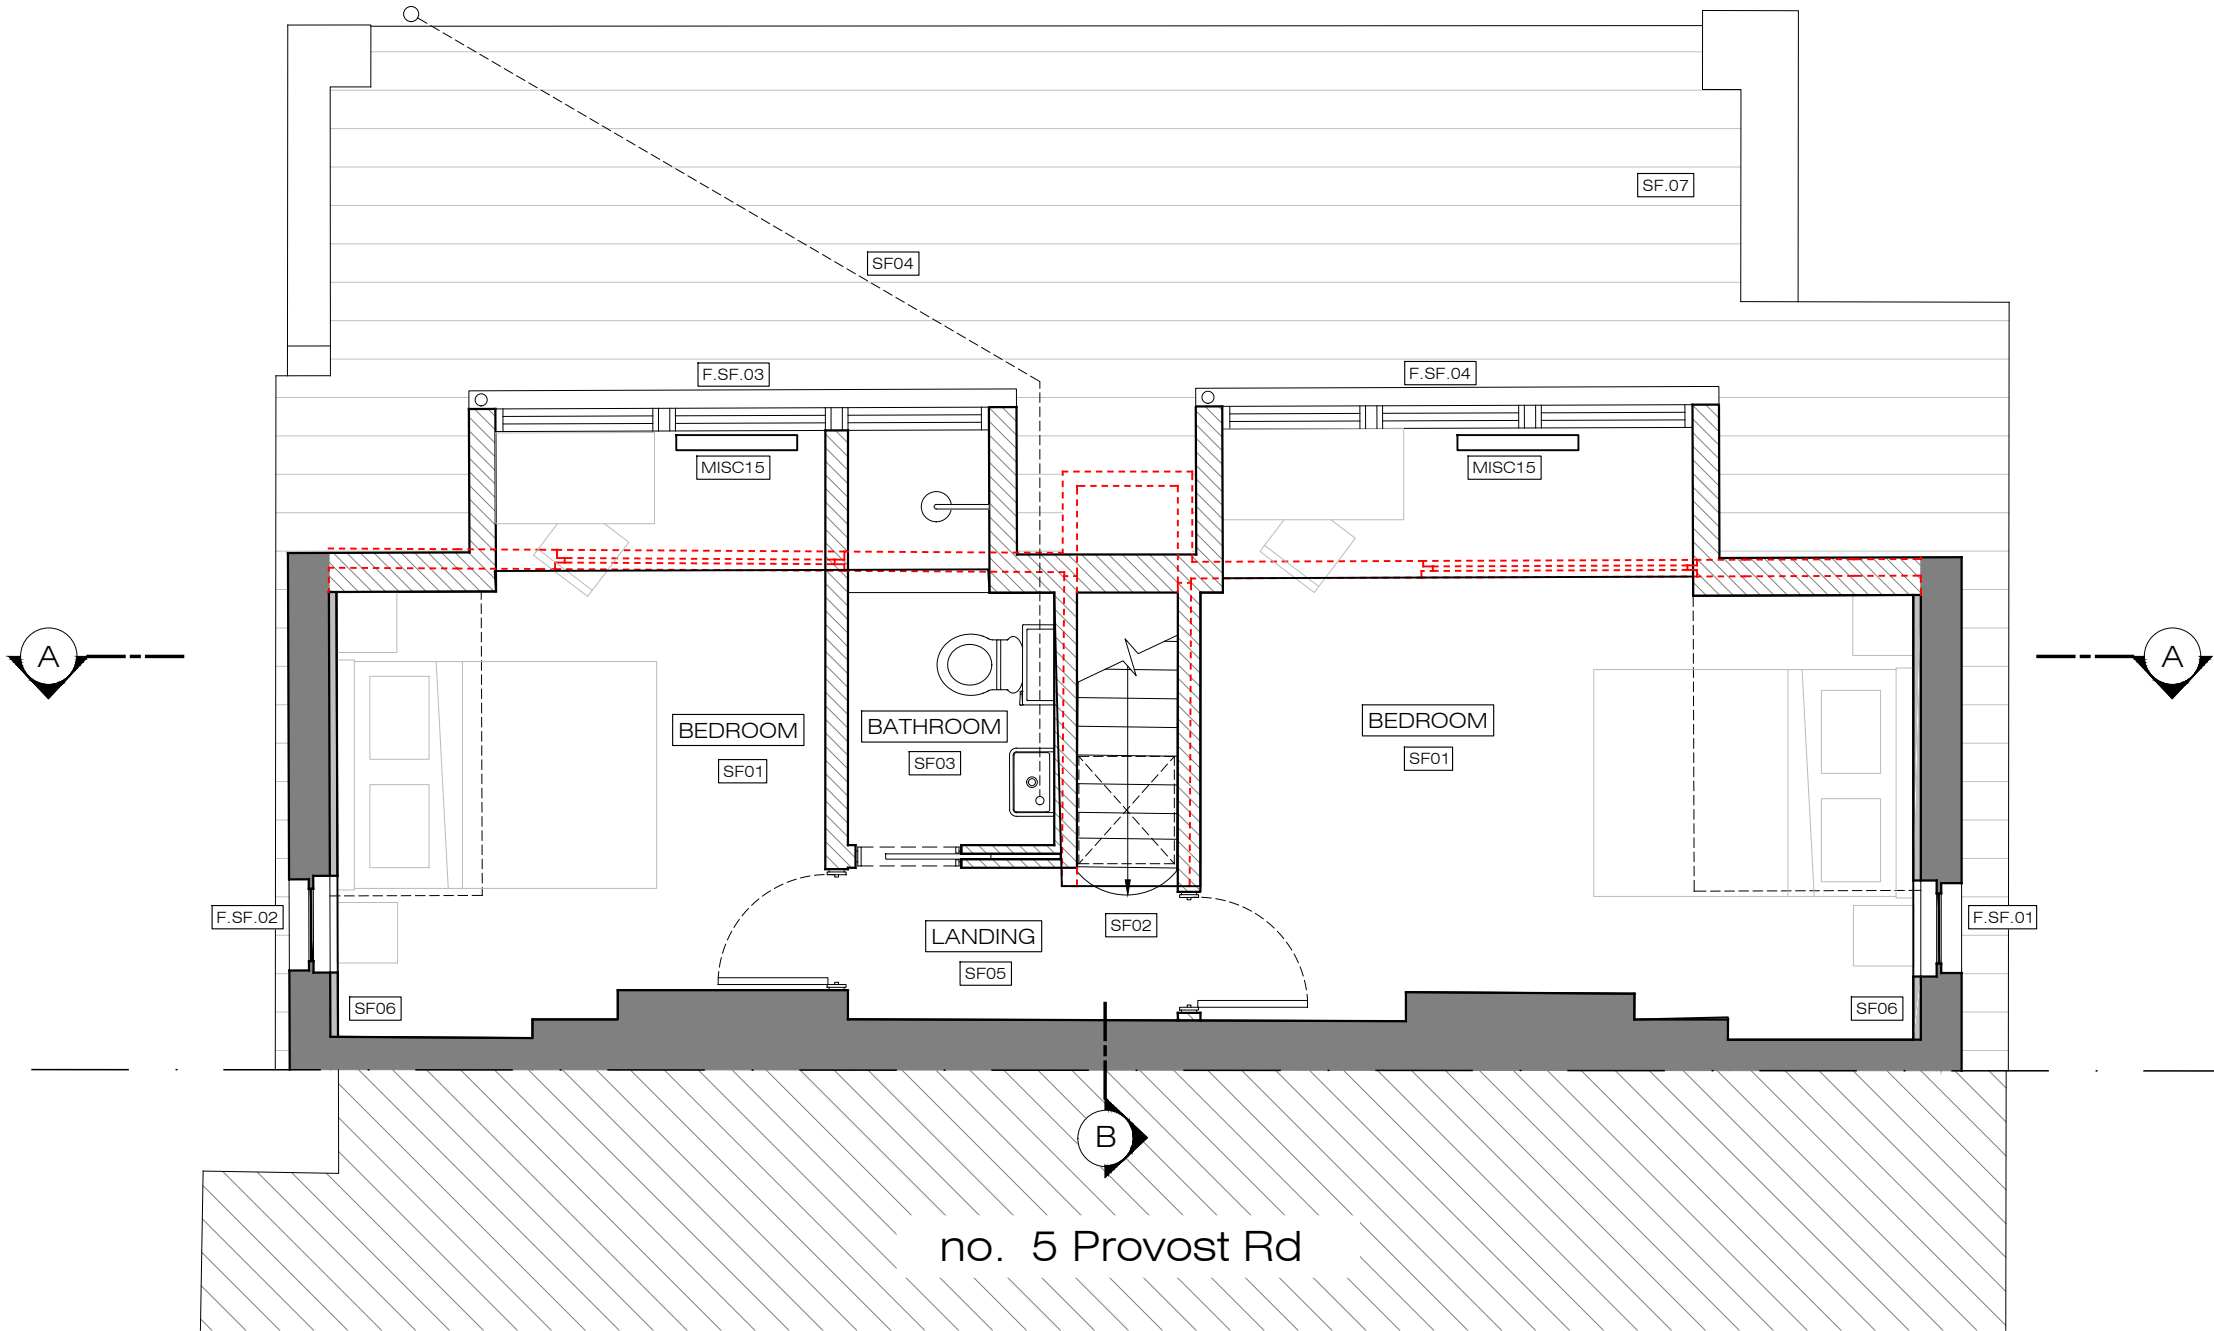 SF.07
SF04
F.SF.03
F.SF.04
MISC15
MISC15
A
A
BEDROOM
SF01
BATHROOM
SF03
BEDROOM
SF01
F.SF.02
F.SF.01
SF02
LANDING
SF05
SF06
SF06
B
no. 5 Provost Rd